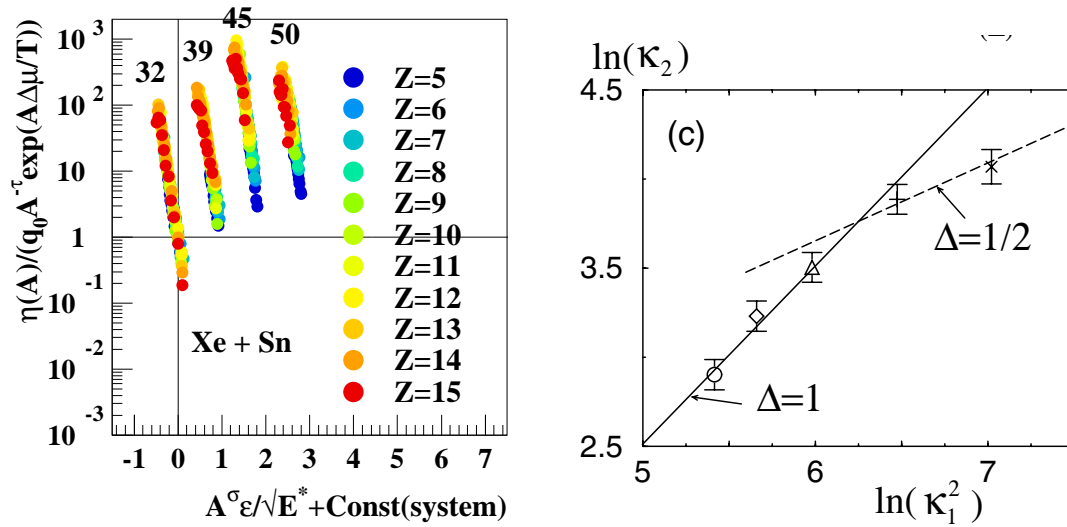 η(A)/(q₀A^-τ exp(AΔμ/T))
10³
10²
10
1
10⁻¹
10⁻²
10⁻³
32
39
45
50
Z=5
Z=6
Z=7
Z=8
Z=9
Z=10
Z=11
Z=12
Z=13
Z=14
Z=15
Xe + Sn
-1 0 1 2 3 4 5 6 7
A^σ ε/√E* +Const(system)
ln(κ₂)
4.5
3.5
2.5
(c)
Δ=1/2
Δ=1
5 6 7
ln(κ₁²)